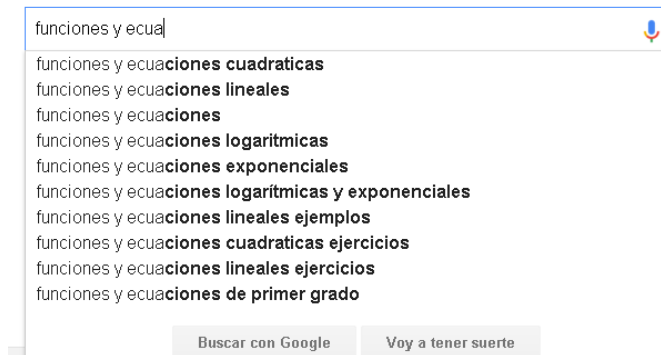 funciones y ecua
funciones y ecuaciones cuadraticas
funciones y ecuaciones lineales
funciones y ecuaciones
funciones y ecuaciones logaritmicas
funciones y ecuaciones exponenciales
funciones y ecuaciones logarítmicas y exponenciales
funciones y ecuaciones lineales ejemplos
funciones y ecuaciones cuadraticas ejercicios
funciones y ecuaciones lineales ejercicios
funciones y ecuaciones de primer grado
Buscar con Google Voy a tener suerte